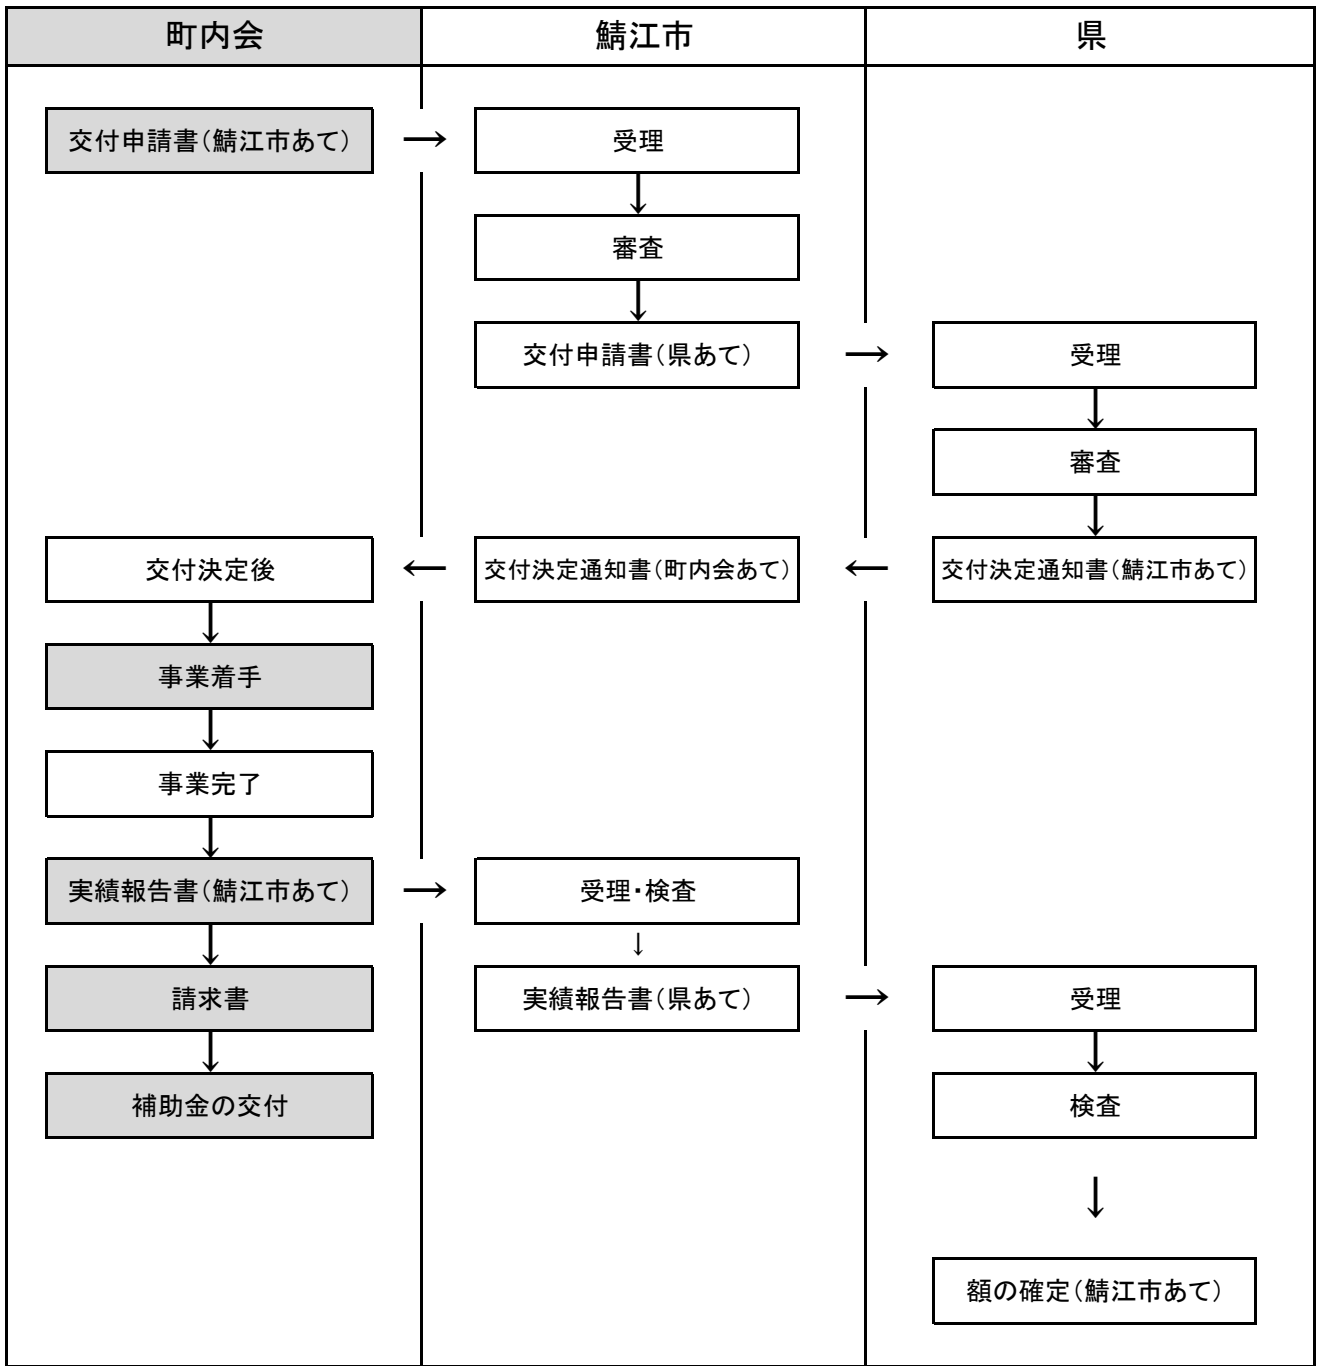 町内会 鯖江市 県
交付申請書(鯖江市あて) → 受理
↓
審査
↓
交付申請書(県あて) → 受理
↓
審査
↓
交付決定後 ← 交付決定通知書(町内会あて) ← 交付決定通知書(鯖江市あて)
↓
事業着手
↓
事業完了
↓
実績報告書(鯖江市あて) → 受理・検査
↓ ↓
請求書 実績報告書(県あて) → 受理
↓ ↓
補助金の交付 検査
↓
額の確定(鯖江市あて)